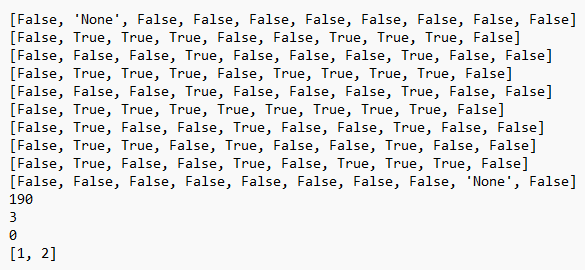 [False, 'None', False, False, False, False, False, False, False, False]
[False, True, True, True, False, False, True, True, True, False]
[False, False, False, True, False, False, False, True, False, False]
[False, True, True, True, False, True, True, True, True, False]
[False, False, False, True, False, False, False, True, False, False]
[False, True, True, True, True, True, True, True, True, False]
[False, True, False, False, True, False, False, True, False, False]
[False, True, True, False, True, False, False, True, False, False]
[False, True, False, False, True, False, True, True, True, False]
[False, False, False, False, False, False, False, False, 'None', False]
190
3
0
[1, 2]